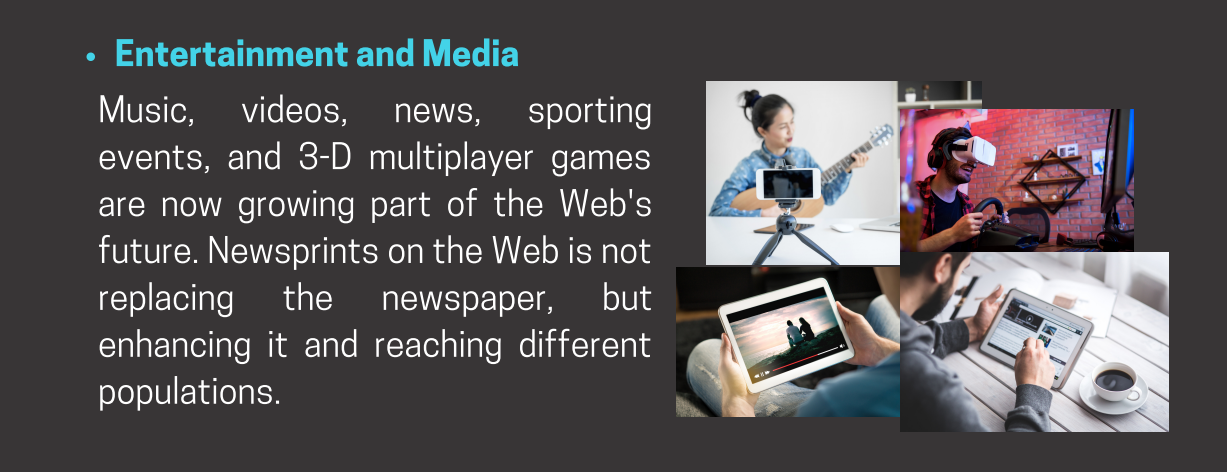 • Entertainment and Media
Music, videos, news, sporting
events, and 3-D multiplayer games
are now growing part of the Web's
future. Newsprints on the Web is not
replacing the newspaper, but
enhancing it and reaching different
populations.